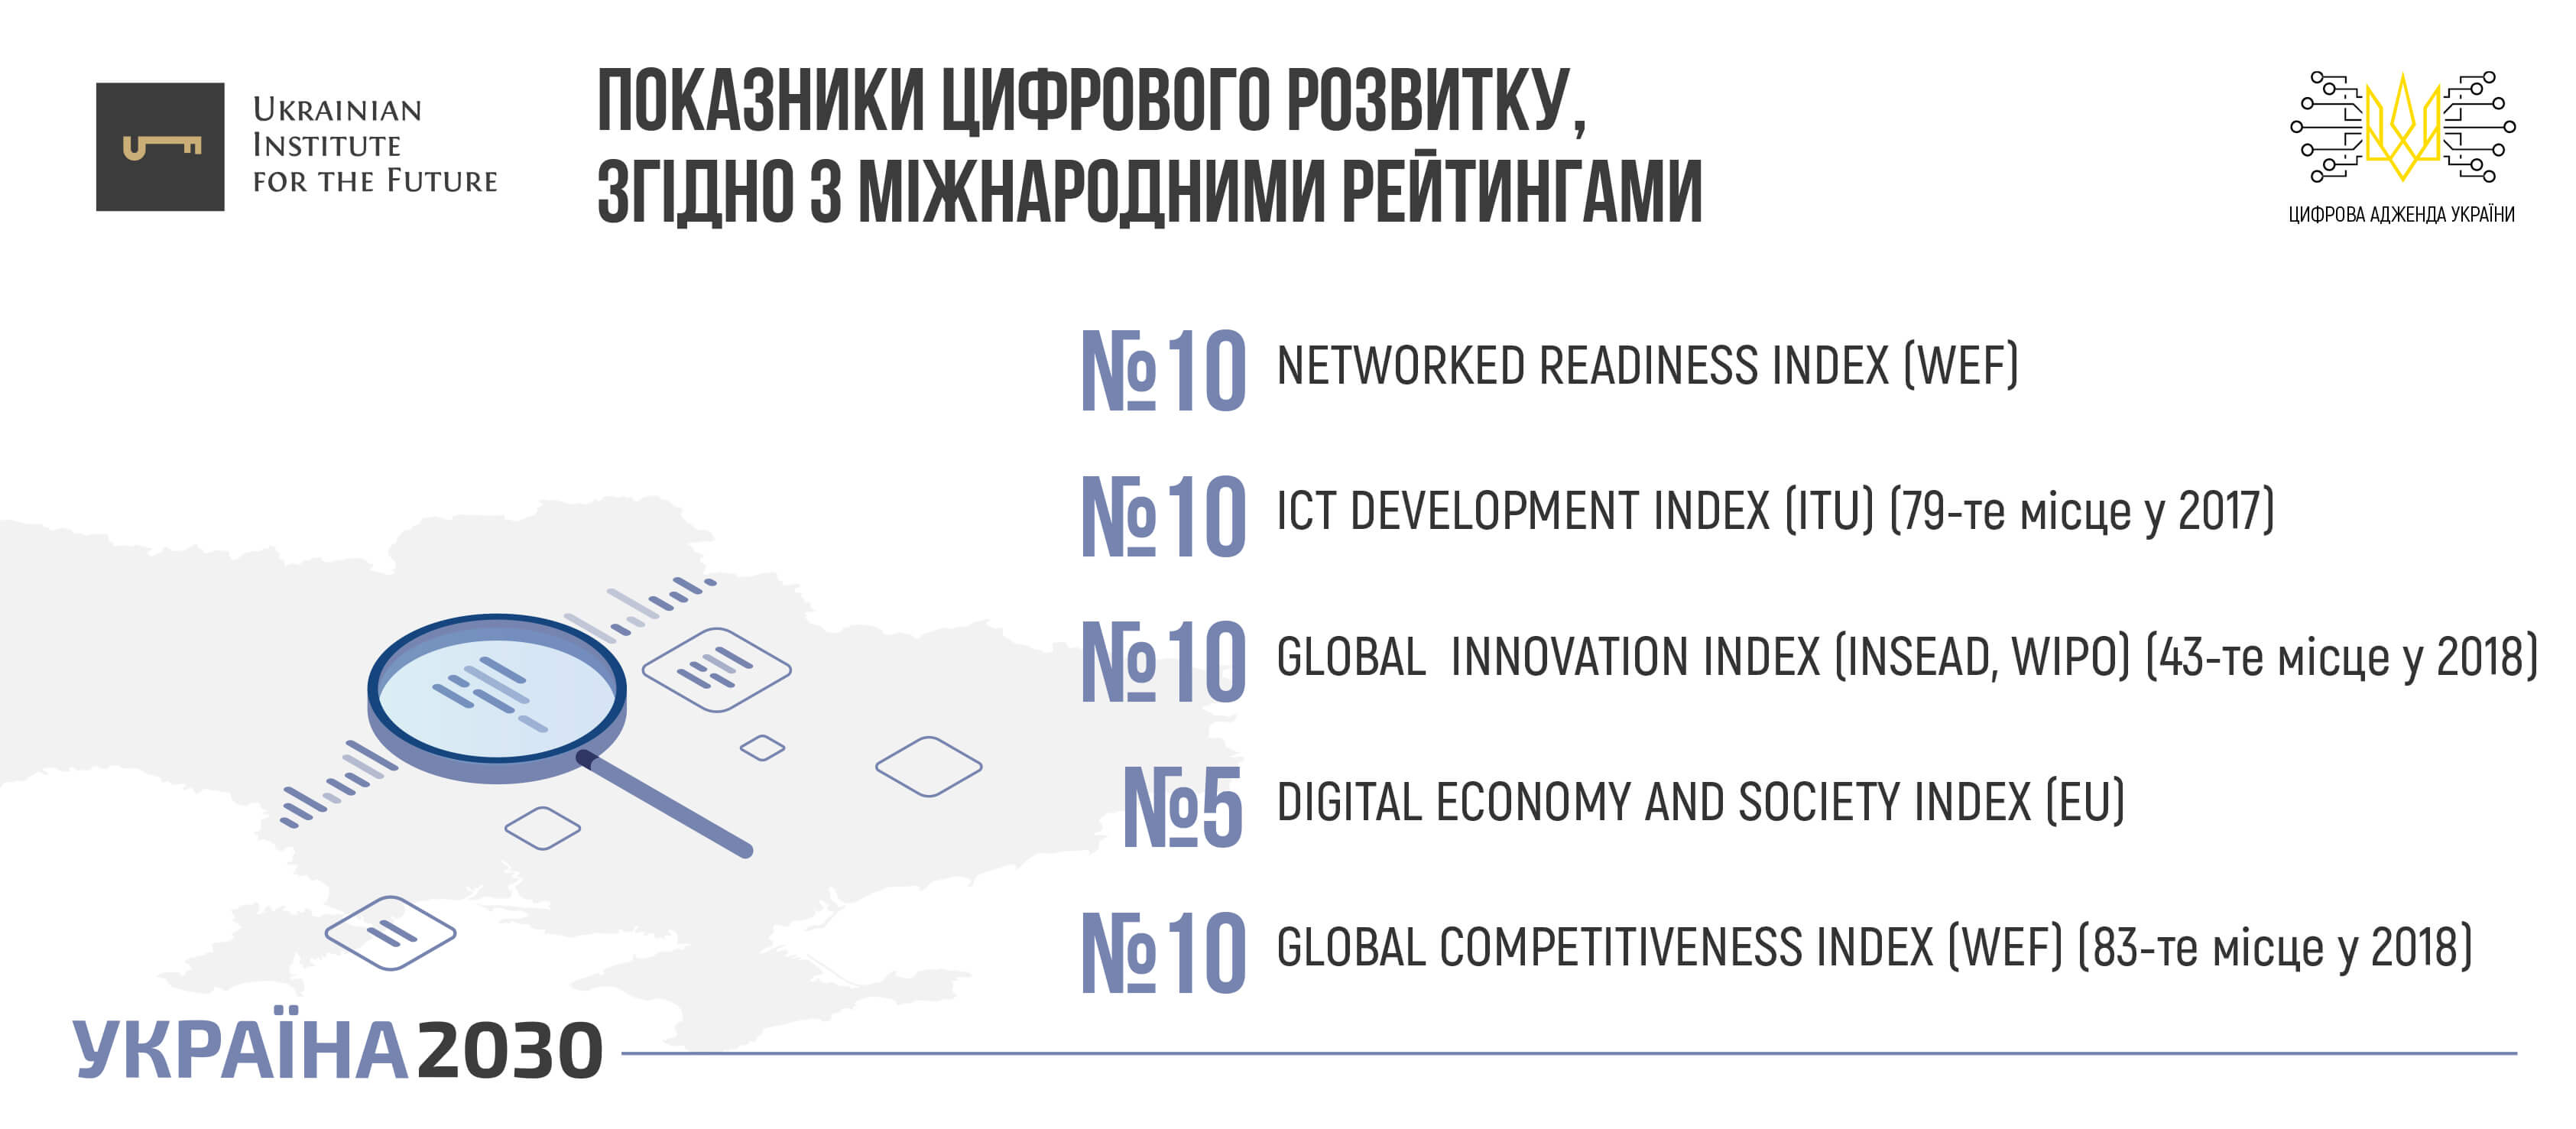 UKRAINIAN
INSTITUTE
FOR THE FUTURE
ПОКАЗНИКИ ЦИФРОВОГО РОЗВИТКУ,
ЗГІДНО З МІЖНАРОДНИМИ РЕЙТИНГАМИ
ЦИФРОВА АДЖЕНДА УКРАЇНИ
№10 NETWORKED READINESS INDEX (WEF)
№10 ICT DEVELOPMENT INDEX (ITU) (79-те місце у 2017)
№10 GLOBAL INNOVATION INDEX (INSEAD, WIPO) (43-те місце у 2018)
№5 DIGITAL ECONOMY AND SOCIETY INDEX (EU)
№10 GLOBAL COMPETITIVENESS INDEX (WEF) (83-те місце у 2018)
УКРАЇНА2030